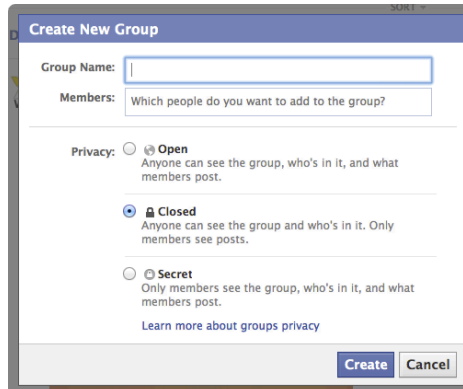 SORT
Create New Group
Group Name:
Members: Which people do you want to add to the group?
Privacy: Open
Anyone can see the group, who's in it, and what
members post.
Closed
Anyone can see the group and who's in it. Only
members see posts.
Secret
Only members see the group, who's in it, and what
members post.
Learn more about groups privacy
Create Cancel